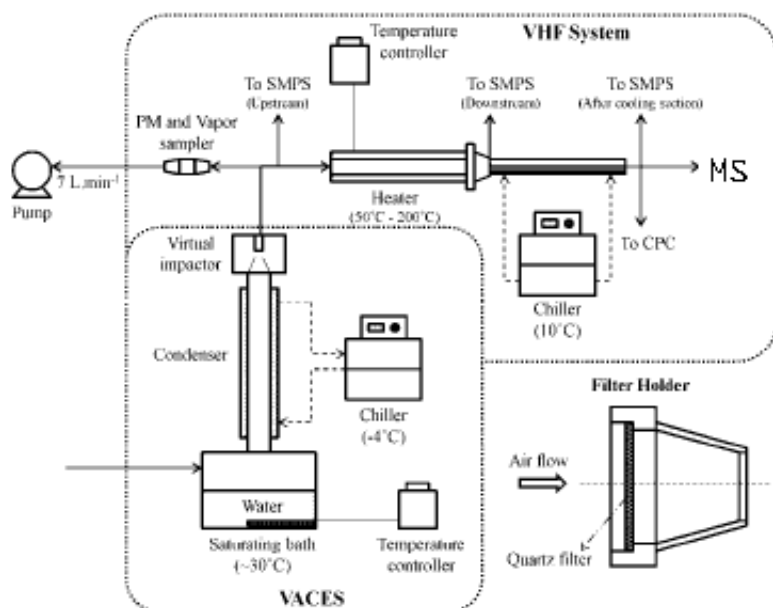 VHF System
Temperature
controller
To SMPS
(Upstream)
To SMPS
(Downstream)
To SMPS
(After cooling section)
PM and Vapor
sampler
7 L.min⁻¹
Pump
Heater
(50˚C - 200˚C)
MS
To CPC
Chiller
(10˚C)
Virtual
impactor
Condenser
Chiller
(-4˚C)
Water
Saturating bath
(~30˚C)
Temperature
controller
VACES
Filter Holder
Air flow
Quartz filter